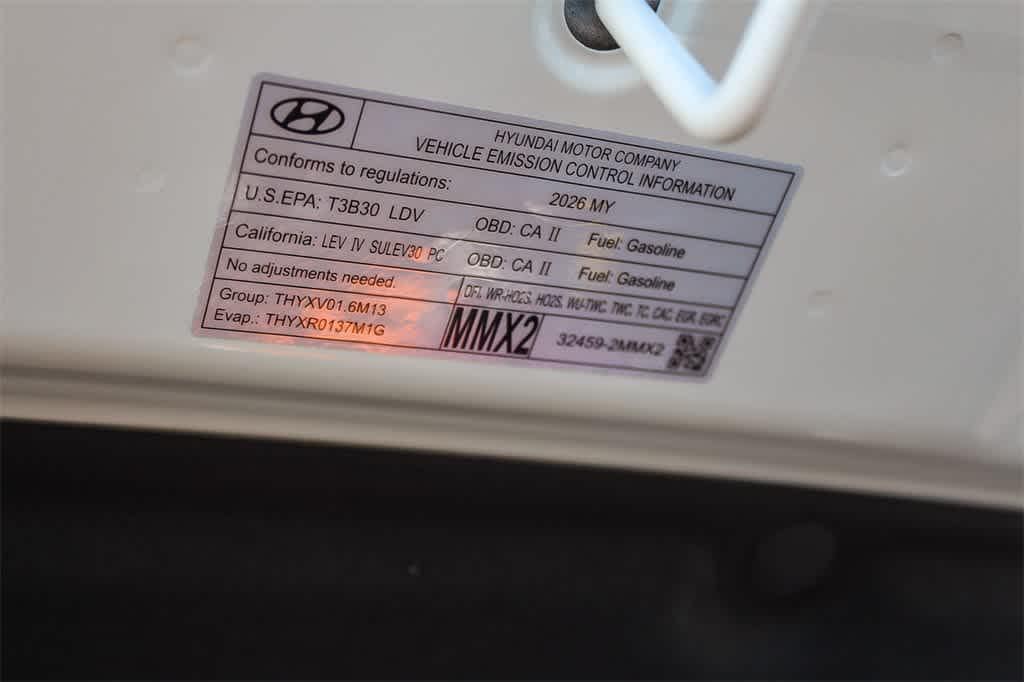 HYUNDAI MOTOR COMPANY
VEHICLE EMISSION CONTROL INFORMATION
Conforms to regulations: 2026 MY
U.S.EPA: T3B30 LDV OBD: CA II Fuel: Gasoline
California: LEV IV SULEV30 PC OBD: CA II Fuel: Gasoline
No adjustments needed. DFI, WR-HO2S, HO2S, WU-TWC, TWC, TC, CAC, EGR, EGRC
Group: THYXV01.6M13
Evap.: THYXR0137M1G
MMX2 32459-2MMX2